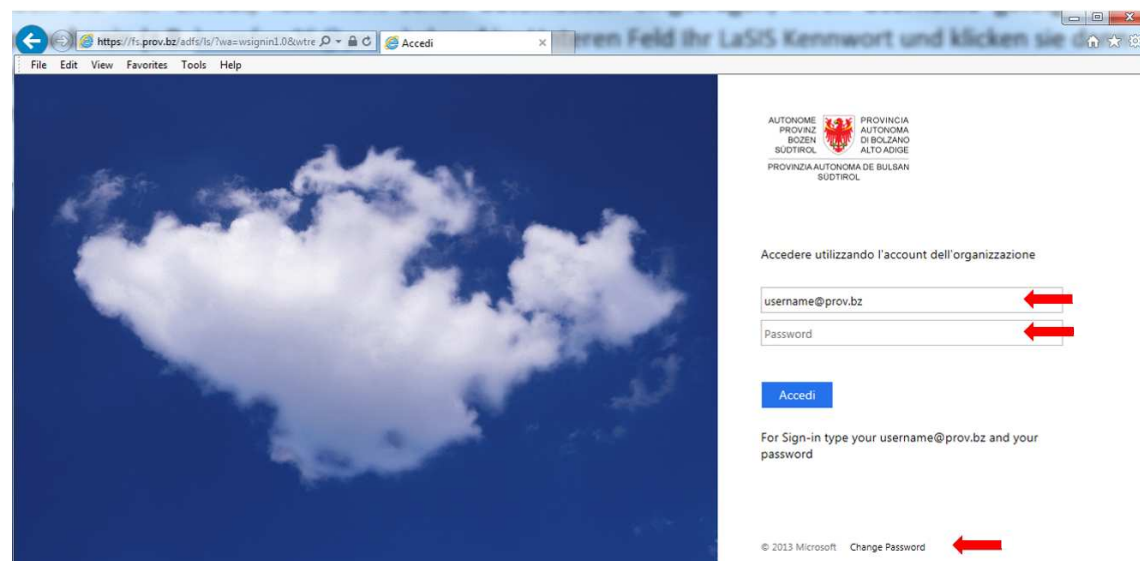 eren Feld Ihr LaSIS Kennwort und klicken sie d
https://fs.prov.bz/adfs/ls/?wa=wsignin1.0&wtre
Accedi
File Edit View Favorites Tools Help
AUTONOME PROVINZ BOZEN SÜDTIROL
PROVINCIA AUTONOMA DI BOLZANO ALTO ADIGE
PROVINZIA AUTONOMA DE BULSAN
SÜDTIROL
Accedere utilizzando l'account dell'organizzazione
username@prov.bz
Password
Accedi
For Sign-in type your username@prov.bz and your
password
© 2013 Microsoft Change Password